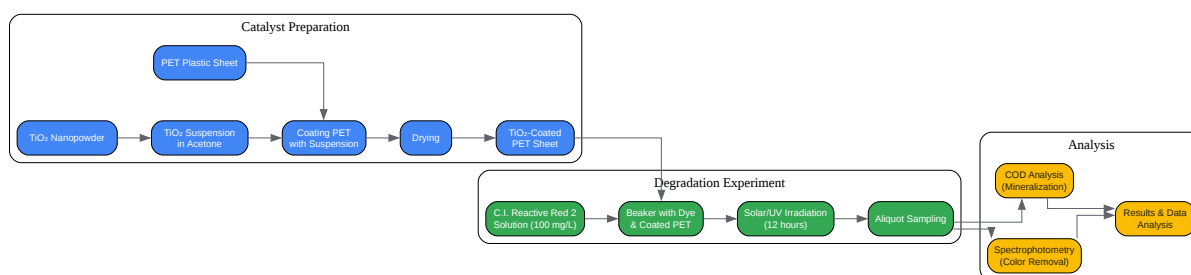 Catalyst Preparation
PET Plastic Sheet
TiO₂ Nanopowder
TiO₂ Suspension
in Acetone
Coating PET
with Suspension
Drying
TiO₂-Coated
PET Sheet
Degradation Experiment
C.I. Reactive Red 2
Solution (100 mg/L)
Beaker with Dye
& Coated PET
Solar/UV Irradiation
(12 hours)
Aliquot Sampling
Analysis
COD Analysis
(Mineralization)
Spectrophotometry
(Color Removal)
Results & Data
Analysis